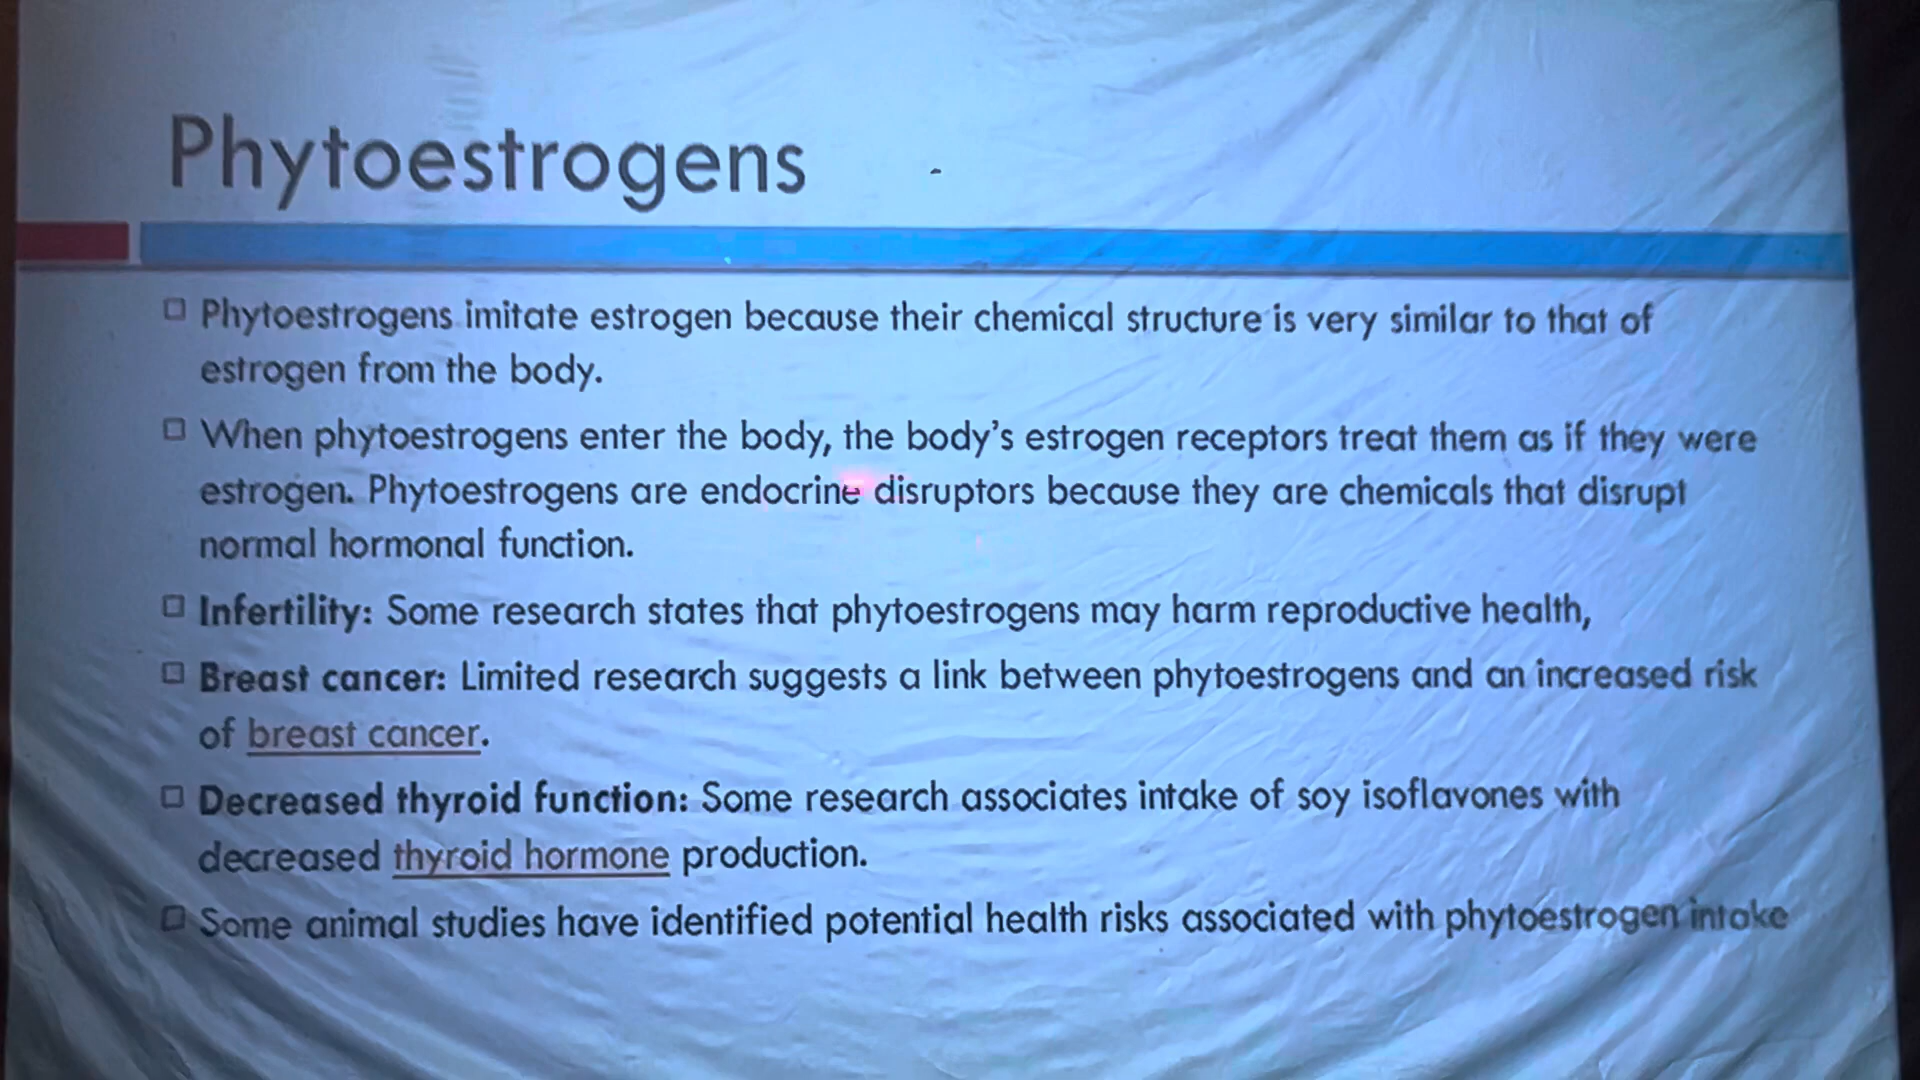 Phytoestrogens
Phytoestrogens imitate estrogen because their chemical structure is very similar to that of
estrogen from the body.
When phytoestrogens enter the body, the body's estrogen receptors treat them as if they were
estrogen. Phytoestrogens are endocrine disruptors because they are chemicals that disrupt
normal hormonal function.
Infertility: Some research states that phytoestrogens may harm reproductive health,
Breast cancer: Limited research suggests a link between phytoestrogens and an increased risk
of breast cancer.
Decreased thyroid function: Some research associates intake of soy isoflavones with
decreased thyroid hormone production.
Some animal studies have identified potential health risks associated with phytoestrogen intake